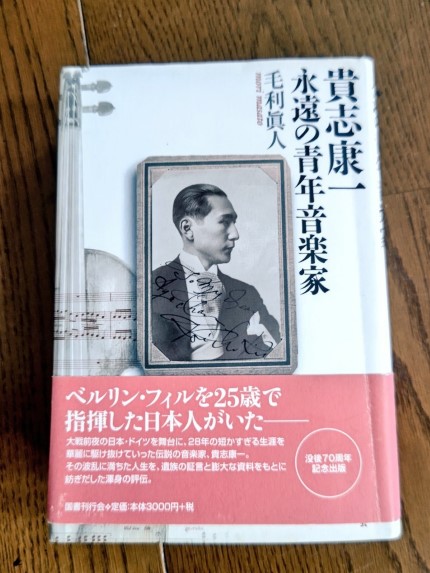 貴志康一
永遠の青年音楽家
毛利眞人
Mouri Masato
ベルリン・フィルを25歳で
指揮した日本人がいた――
大戦前夜の日本・ドイツを舞台に、28年の短かすぎる生涯を
華麗に駆け抜けていった伝説の音楽家、貴志康一。
その波乱に満ちた人生を、遺族の証言と膨大な資料をもとに
紡ぎだした渾身の評伝。
没後70周年
記念出版
国書刊行会◆定価:本体3000円+税